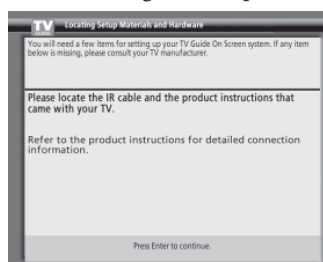 TV
GUIDE
Locating Setup Materials and Hardware
You will need a few items for setting up your TV Guide On Screen system. If any item
below is missing, please consult your TV manufacturer.
Please locate the IR cable and the product instructions that
came with your TV.
Refer to the product instructions for detailed connection
information.
Press Enter to continue.